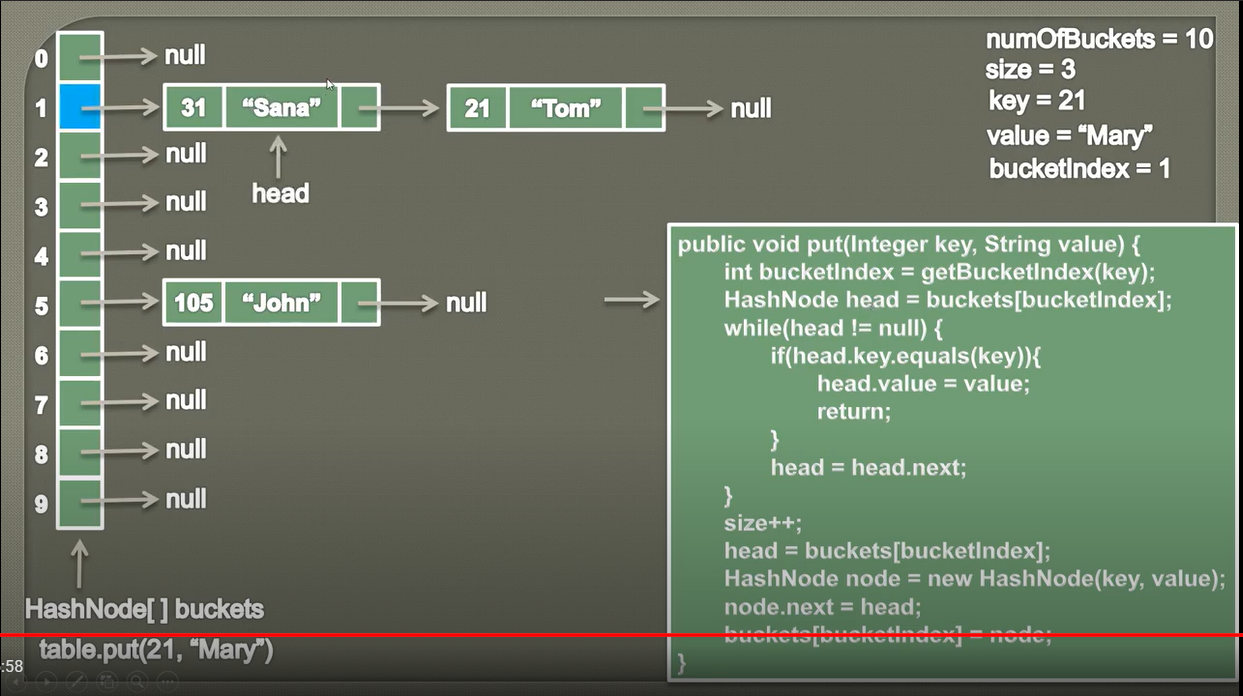 numOfBuckets = 10
size = 3
key = 21
value = “Mary”
bucketIndex = 1
0 null
1 31 “Sana” 21 “Tom” null
2 null
head
3 null
4 null
5 105 “John” null
6 null
7 null
8 null
9 null
HashNode[ ] buckets
table.put(21, “Mary”)
:58
public void put(Integer key, String value) {
int bucketIndex = getBucketIndex(key);
HashNode head = buckets[bucketIndex];
while(head != null) {
if(head.key.equals(key)){
head.value = value;
return;
}
head = head.next;
}
size++;
head = buckets[bucketIndex];
HashNode node = new HashNode(key, value);
node.next = head;
buckets[bucketIndex] = node;
}